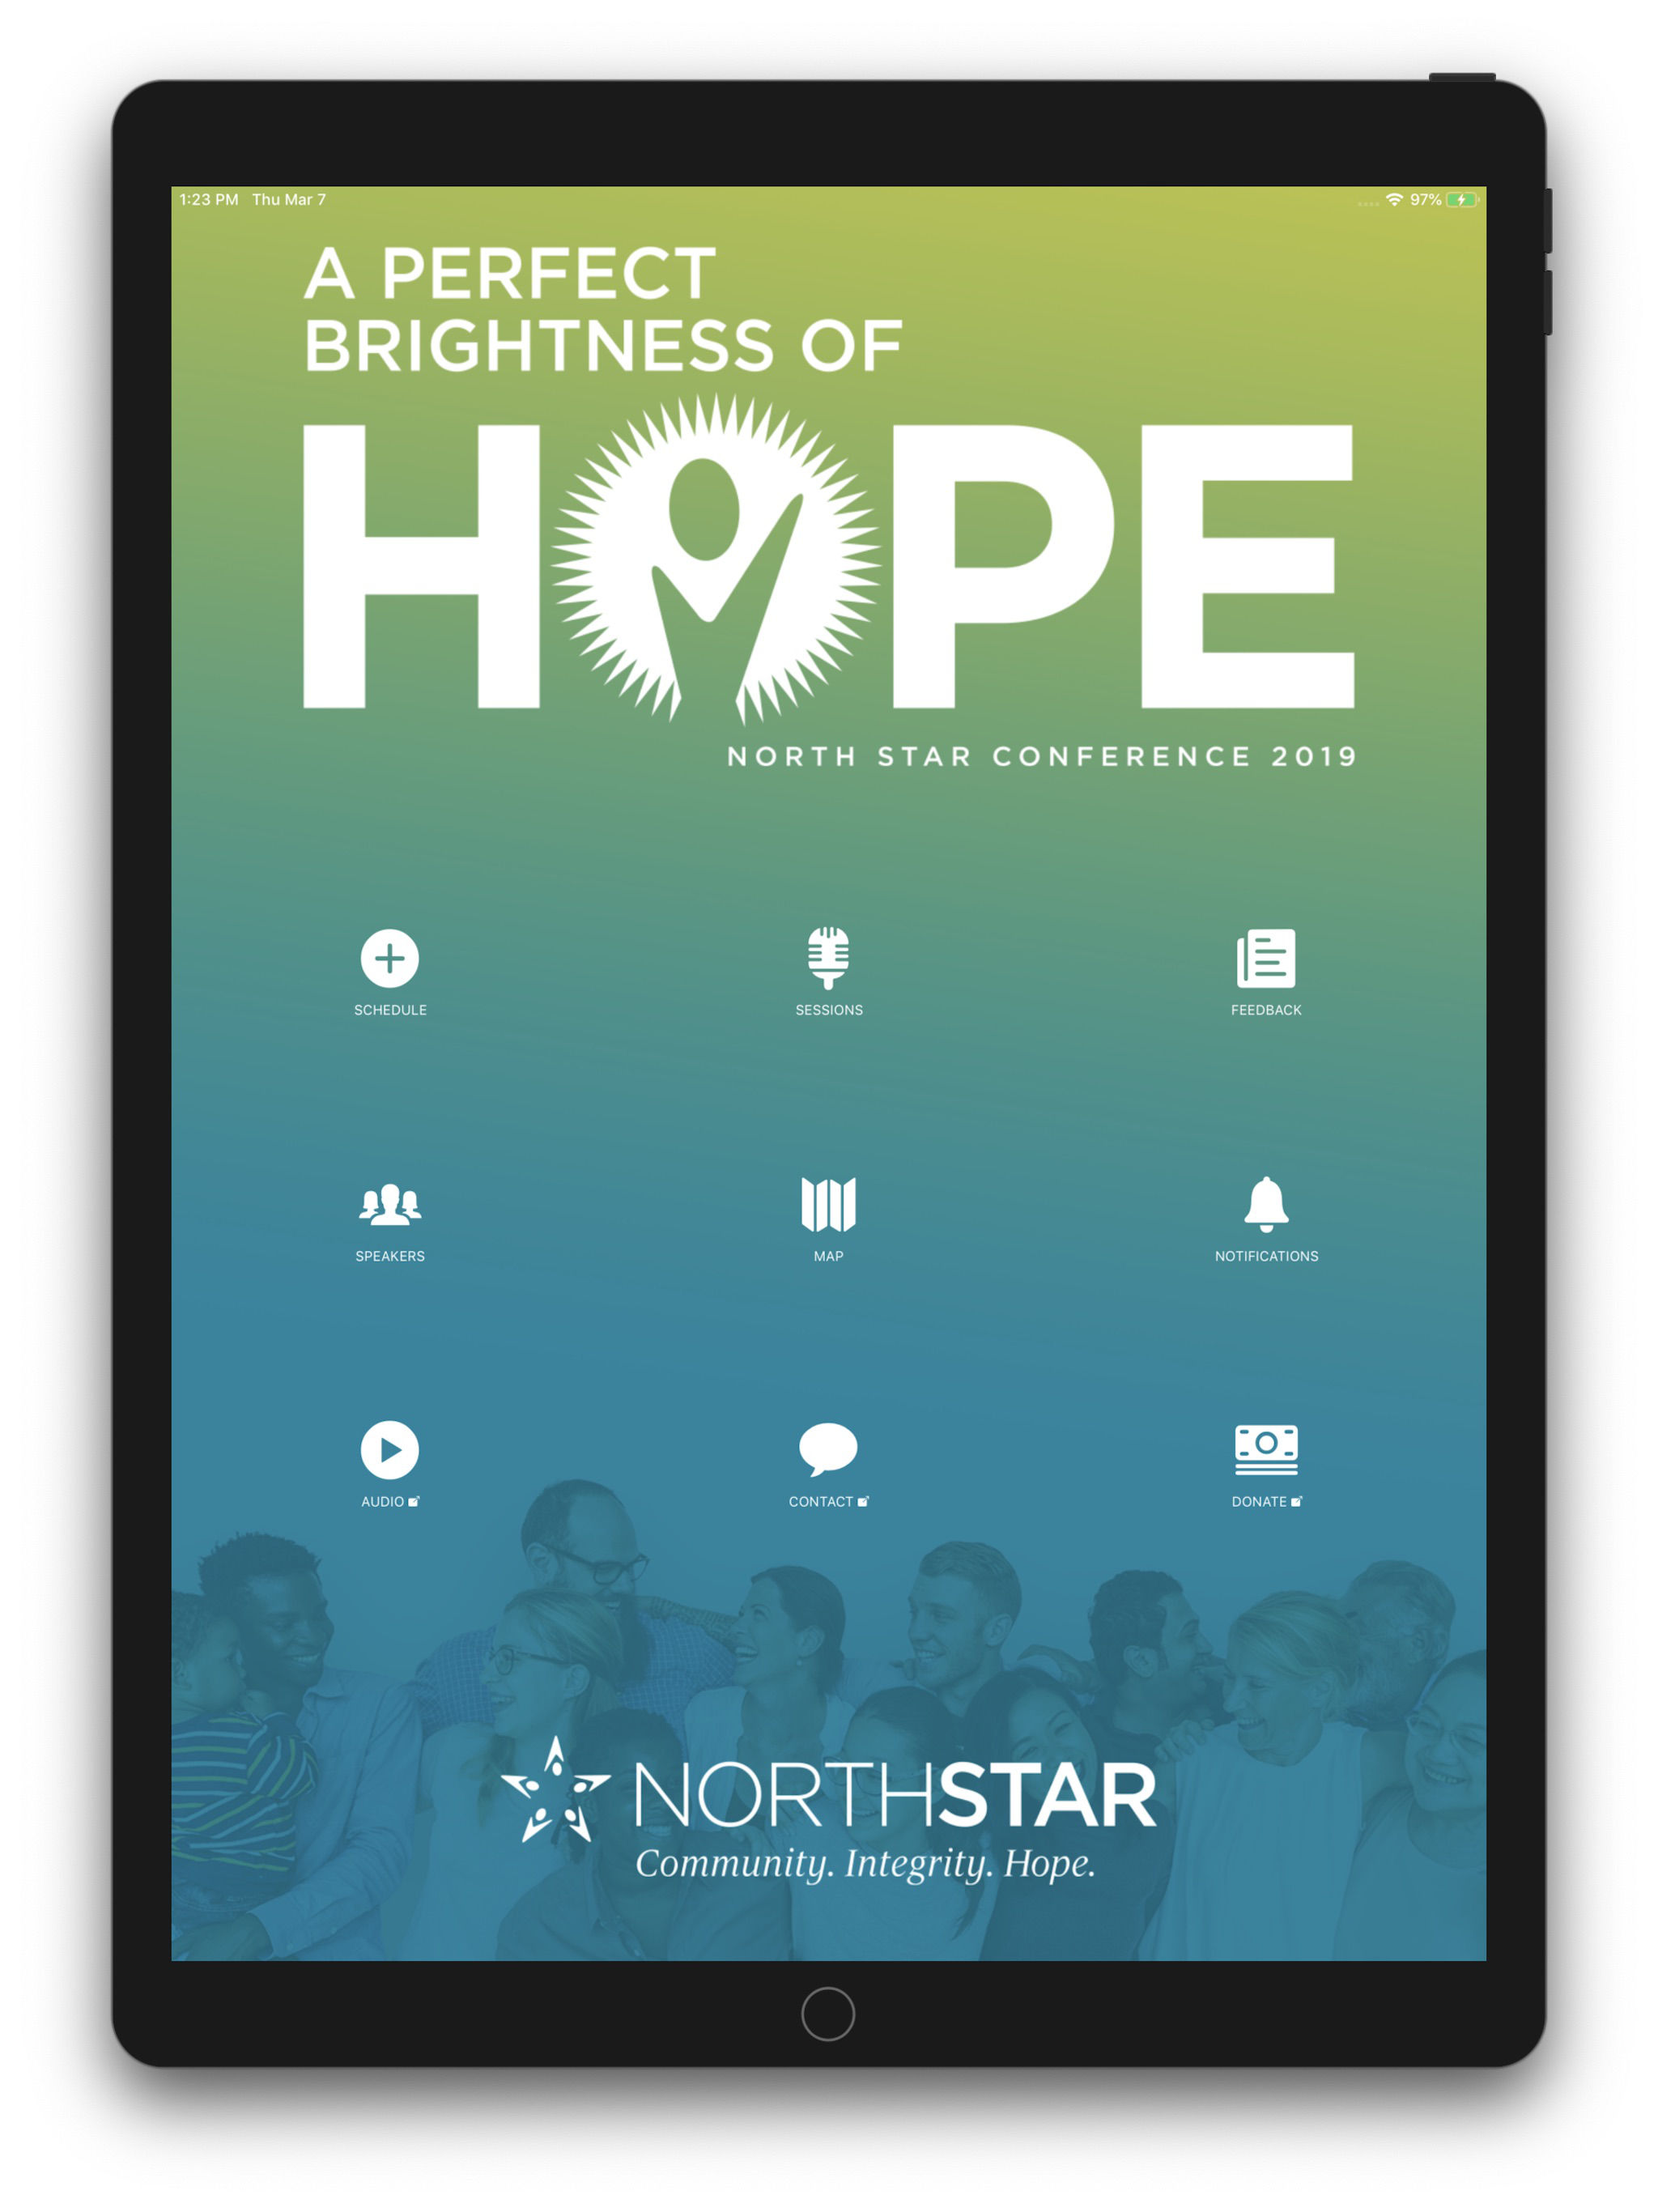 1:23 PM Thu Mar 7 97%
A PERFECT
BRIGHTNESS OF
HOPE
NORTH STAR CONFERENCE 2019
SCHEDULE SESSIONS FEEDBACK
SPEAKERS MAP NOTIFICATIONS
AUDIO CONTACT DONATE
NORTHSTAR
Community. Integrity. Hope.